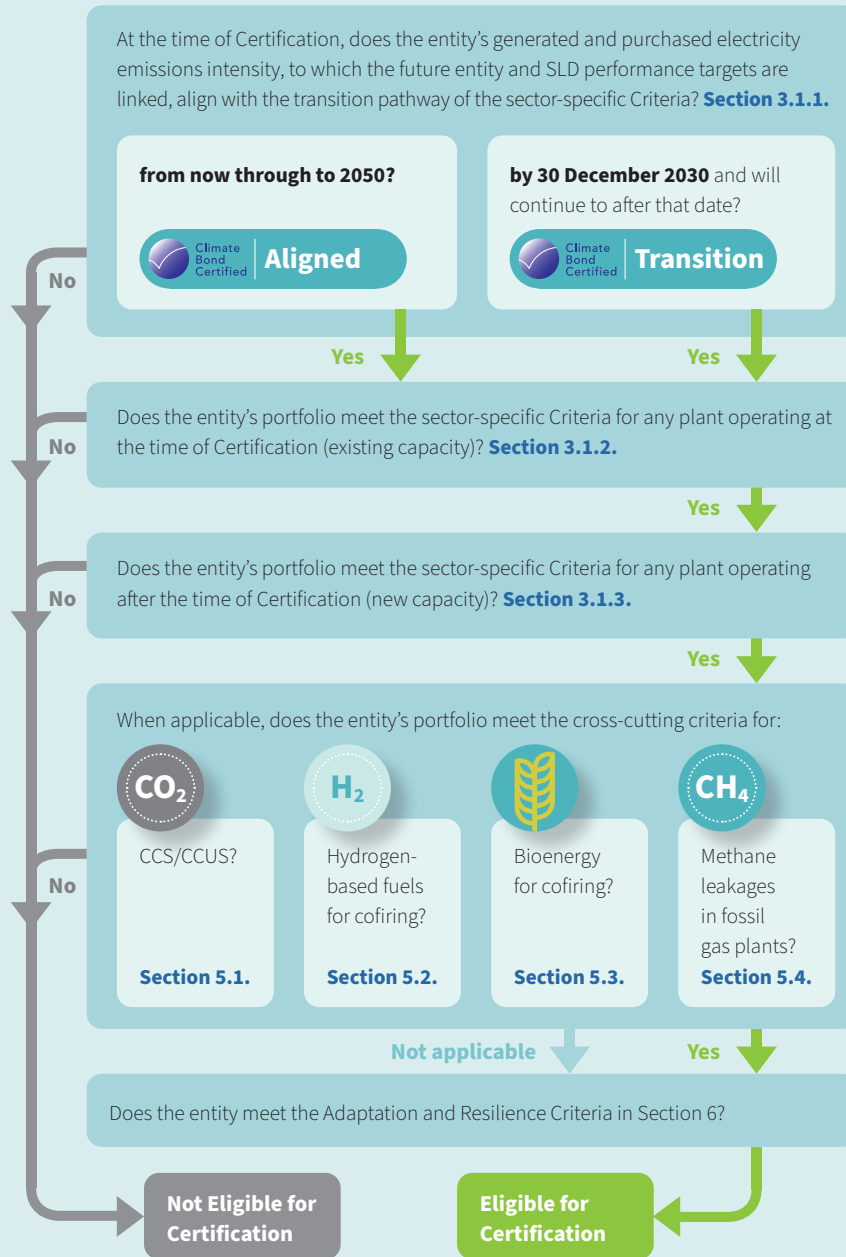 At the time of Certification, does the entity’s generated and purchased electricity
emissions intensity, to which the future entity and SLD performance targets are
linked, align with the transition pathway of the sector-specific Criteria? Section 3.1.1.
from now through to 2050?
Climate
Bond
Certified
Aligned
by 30 December 2030 and will
continue to after that date?
Climate
Bond
Certified
Transition
No
Yes
Yes
Does the entity’s portfolio meet the sector-specific Criteria for any plant operating at
the time of Certification (existing capacity)? Section 3.1.2.
No
Yes
Does the entity’s portfolio meet the sector-specific Criteria for any plant operating
after the time of Certification (new capacity)? Section 3.1.3.
No
Yes
When applicable, does the entity’s portfolio meet the cross-cutting criteria for:
CO₂
CCS/CCUS?
Section 5.1.
H₂
Hydrogen-
based fuels
for cofiring?
Section 5.2.
Bioenergy
for cofiring?
Section 5.3.
CH₄
Methane
leakages
in fossil
gas plants?
Section 5.4.
No
Not applicable
Yes
Does the entity meet the Adaptation and Resilience Criteria in Section 6?
Not Eligible for
Certification
Eligible for
Certification